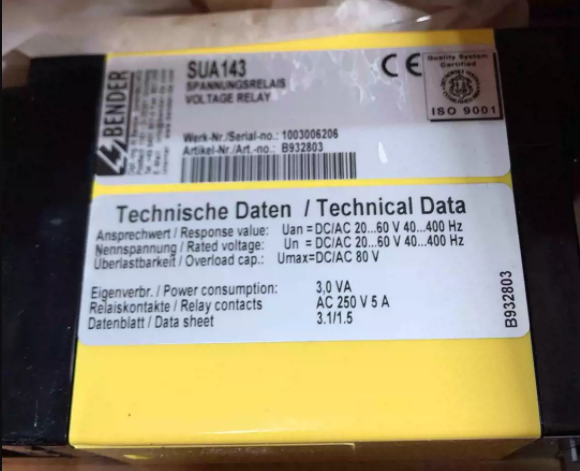 BENDER
SUA143
SPANNUNGSRELAIS
VOLTAGE RELAY
CE
Quality System
Certified
ISO 9001
Werk-Nr./Serial-no.: 1003006206
Artikel-Nr./Art.-no.: B932803
Technische Daten / Technical Data
Ansprechwert / Response value: Uan =DC/AC 20...60 V 40...400 Hz
Nennspannung / Rated voltage: Un = DC/AC 20...60 V 40...400 Hz
Überlastbarkeit / Overload cap.: Umax=DC/AC 80 V
Eigenverbr. / Power consumption: 3,0 VA
Relaiskontakte / Relay contacts AC 250 V 5 A
Datenblatt / Data sheet 3.1/1.5
B932803